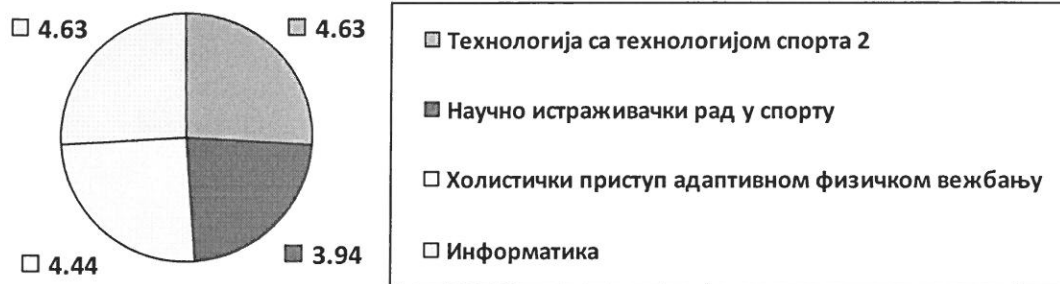 4.63
4.63
4.44
3.94
Технологија са технологијом спорта 2
Научно истраживачки рад у спорту
Холистички приступ адаптивном физичком вежбању
Информатика